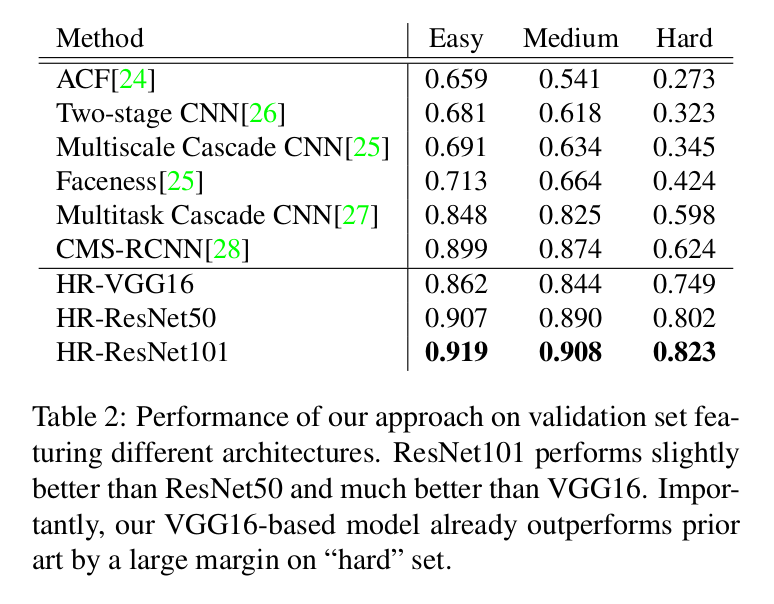 Method Easy Medium Hard
ACF[24] 0.659 0.541 0.273
Two-stage CNN[26] 0.681 0.618 0.323
Multiscale Cascade CNN[25] 0.691 0.634 0.345
Faceness[25] 0.713 0.664 0.424
Multitask Cascade CNN[27] 0.848 0.825 0.598
CMS-RCNN[28] 0.899 0.874 0.624
HR-VGG16 0.862 0.844 0.749
HR-ResNet50 0.907 0.890 0.802
HR-ResNet101 0.919 0.908 0.823
Table 2: Performance of our approach on validation set fea-
turing different architectures. ResNet101 performs slightly
better than ResNet50 and much better than VGG16. Impor-
tantly, our VGG16-based model already outperforms prior
art by a large margin on “hard” set.